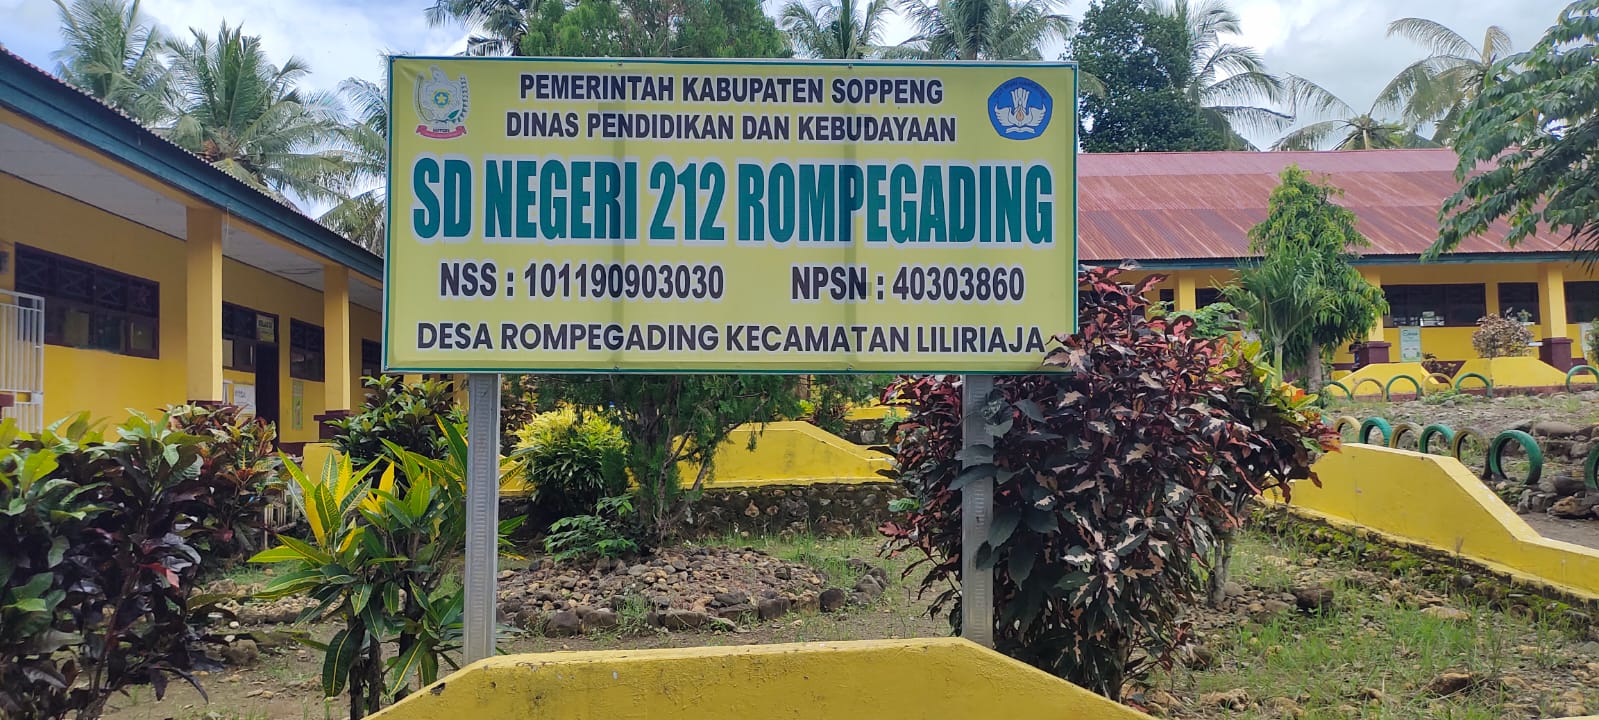 PEMERINTAH KABUPATEN SOPPENG
DINAS PENDIDIKAN DAN KEBUDAYAAN
SD NEGERI 212 ROMPEGADING
NSS : 101190903030 NPSN : 40303860
DESA ROMPEGADING KECAMATAN LILIRIAJA